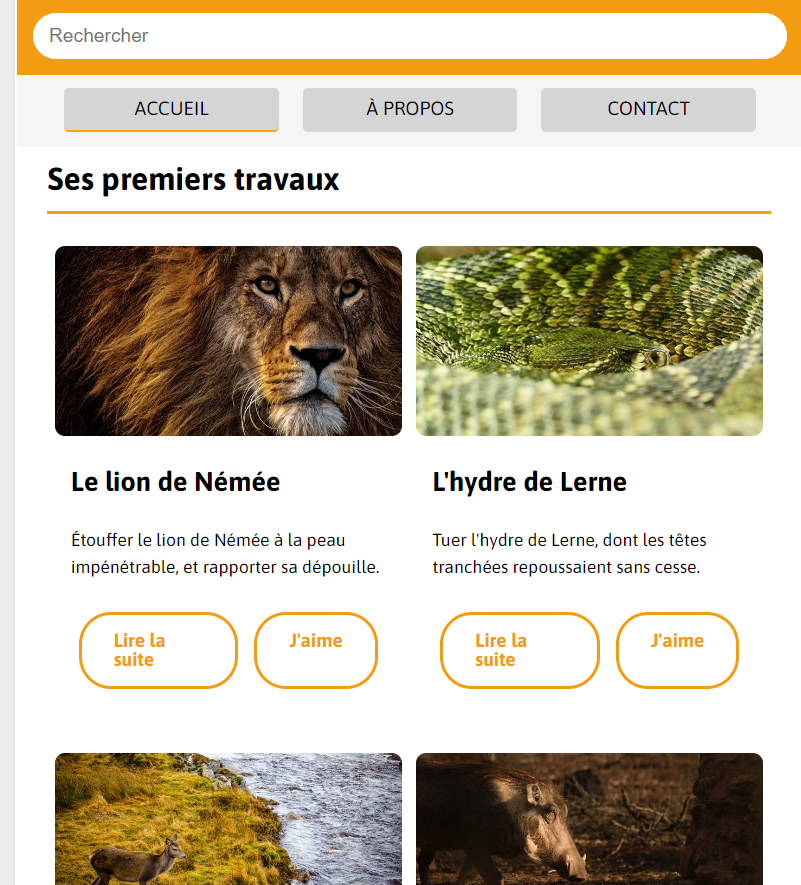 Rechercher
ACCUEIL
À PROPOS
CONTACT
Ses premiers travaux
Le lion de Némée
Étouffer le lion de Némée à la peau
impénétrable, et rapporter sa dépouille.
Lire la
suite
J'aime
L'hydre de Lerne
Tuer l'hydre de Lerne, dont les têtes
tranchées repoussaient sans cesse.
Lire la
suite
J'aime